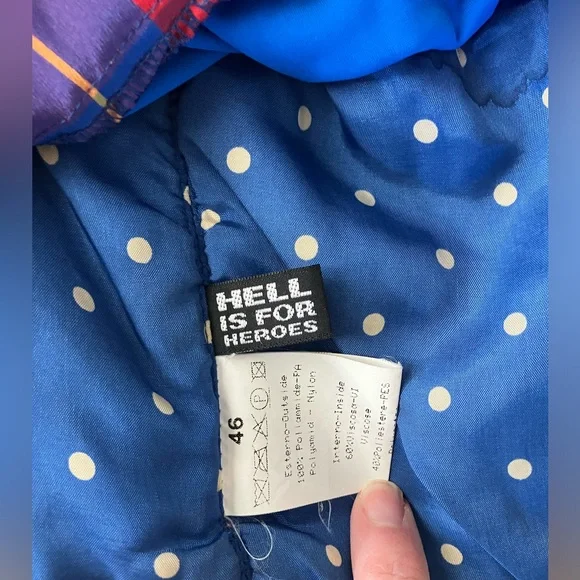 HELL
IS FOR
HEROES
46
P
Esterno-Outside
100% Poliammide-PA
Polyamid - Nylon
Interno-Inside
60%Viscosa-VI
Viscose
40%Poliestere-PES